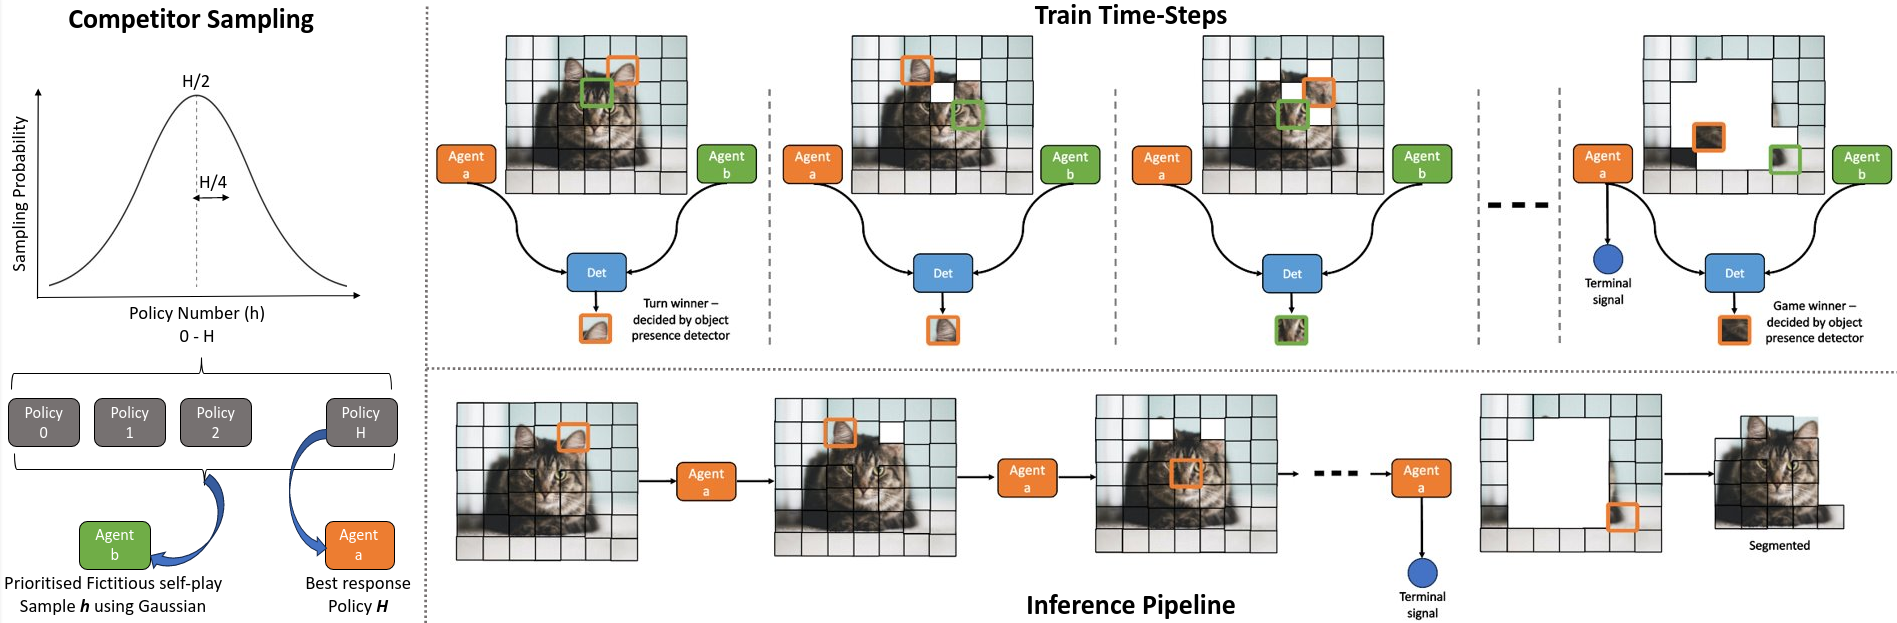 Competitor Sampling
H/2
H/4
Sampling Probability
Policy Number (h)
0 - H
Policy
0
Policy
1
Policy
2
Policy
H
Agent
b
Agent
a
Prioritised Fictitious self-play
Sample h using Gaussian
Best response
Policy H
Train Time-Steps
Agent
a
Agent
b
Det
Turn winner –
decided by object
presence detector
Agent
a
Agent
b
Det
Agent
a
Agent
b
Det
Agent
a
Agent
b
Terminal
signal
Det
Game winner –
decided by object
presence detector
Agent
a
Agent
a
Agent
a
Terminal
signal
Segmented
Inference Pipeline